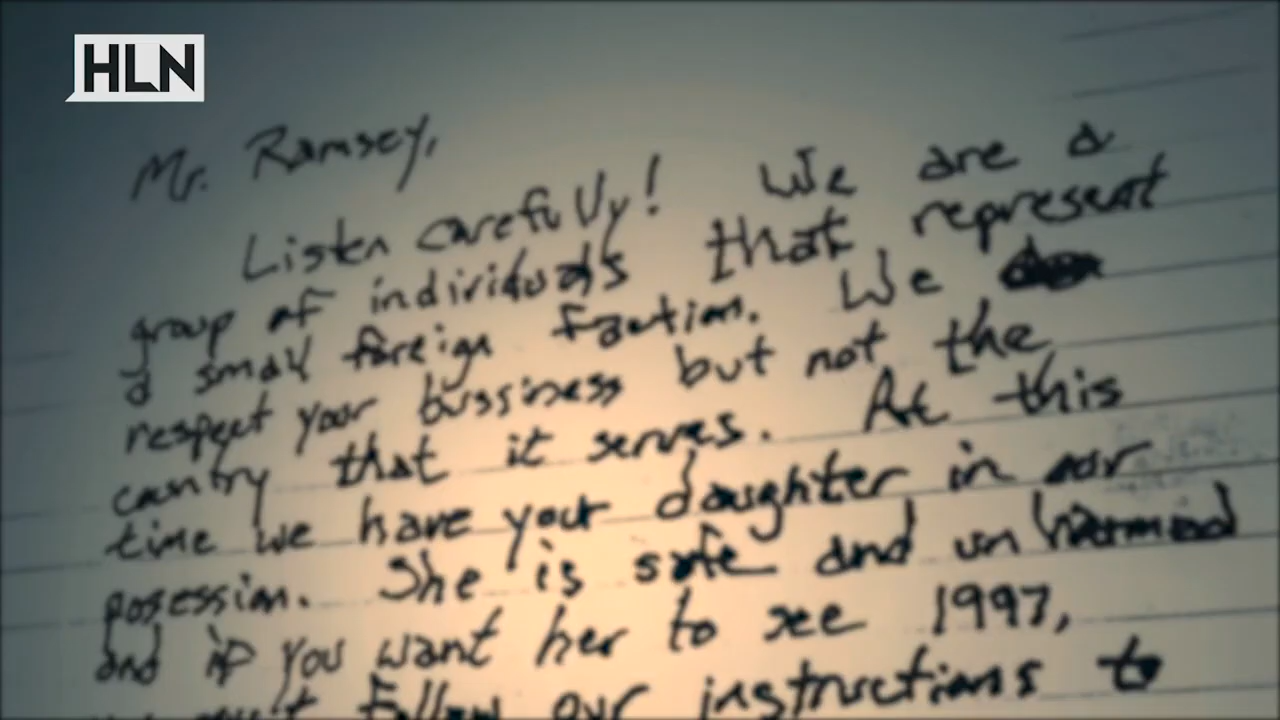 HLN
Mr. Ramsey,
Listen carefully! We are a
group of individuals that represent
a small foreign faction. We
respect your bussiness but not the
country that it serves. At this
time we have your daughter in our
posession. She is safe and unharmed
and if you want her to see 1997,
follow our instructions to